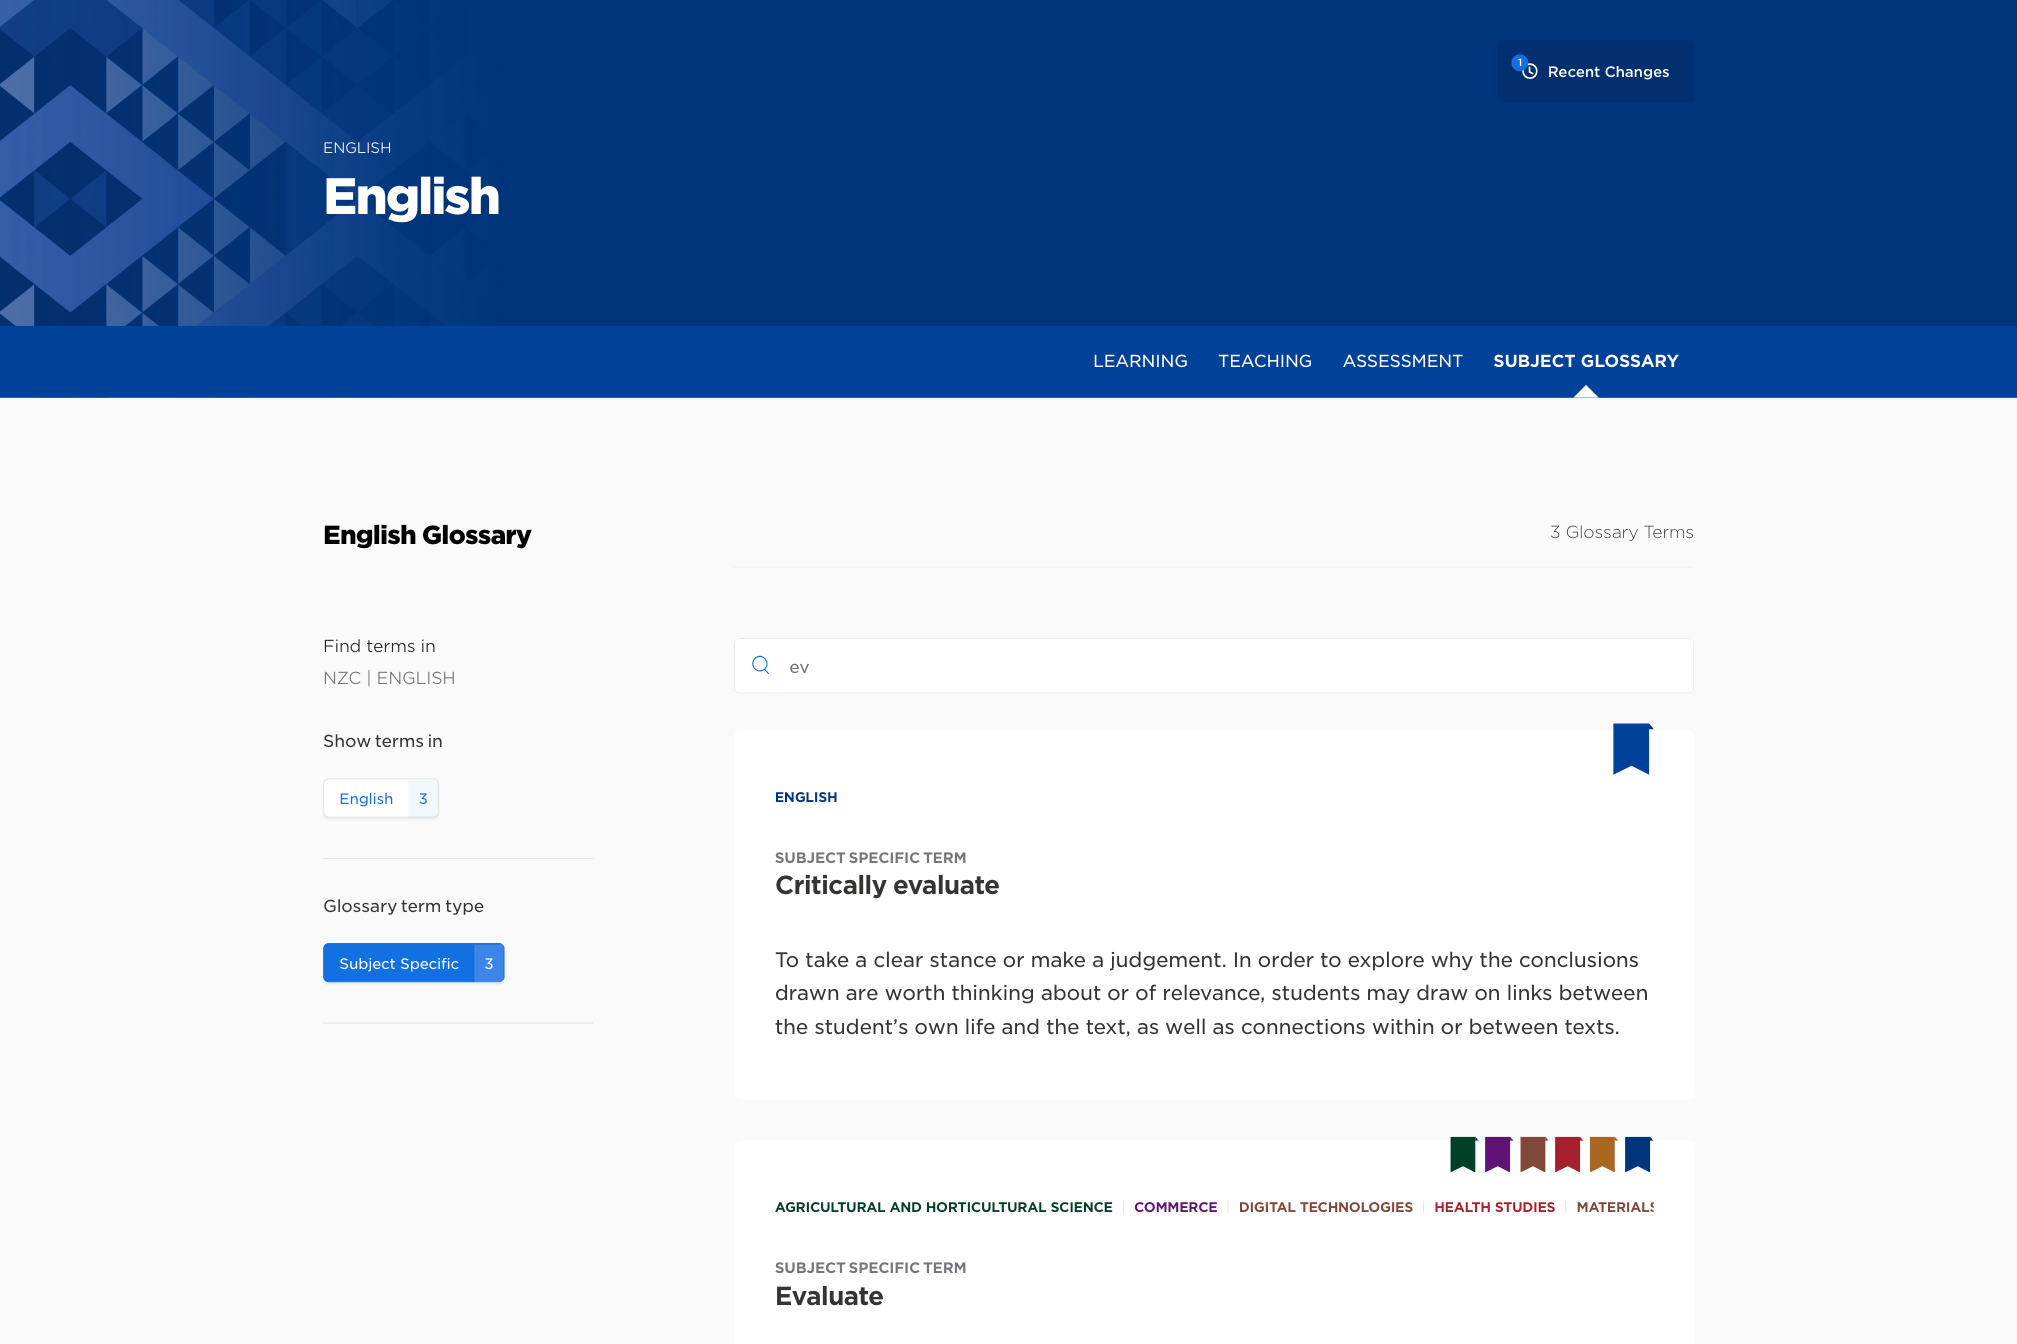 1
Recent Changes
ENGLISH
English
LEARNING
TEACHING
ASSESSMENT
SUBJECT GLOSSARY
English Glossary
3 Glossary Terms
Find terms in
NZC | ENGLISH
Show terms in
English 3
Glossary term type
Subject Specific 3
ev
ENGLISH
SUBJECT SPECIFIC TERM
Critically evaluate
To take a clear stance or make a judgement. In order to explore why the conclusions
drawn are worth thinking about or of relevance, students may draw on links between
the student’s own life and the text, as well as connections within or between texts.
AGRICULTURAL AND HORTICULTURAL SCIENCE | COMMERCE | DIGITAL TECHNOLOGIES | HEALTH STUDIES | MATERIALS
SUBJECT SPECIFIC TERM
Evaluate